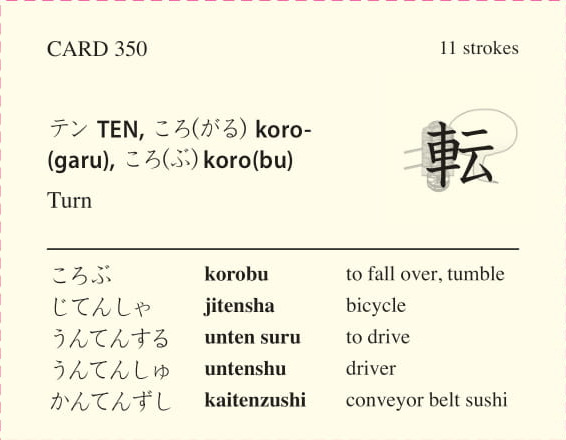 CARD 350 11 strokes
テン TEN, ころ(がる) koro-
(garu), ころ(ぶ) koro(bu)
転
Turn
ころぶ korobu to fall over, tumble
じてんしゃ jitensha bicycle
うんてんする unten suru to drive
うんてんしゅ untenshu driver
かんてんずし kaitenzushi conveyor belt sushi